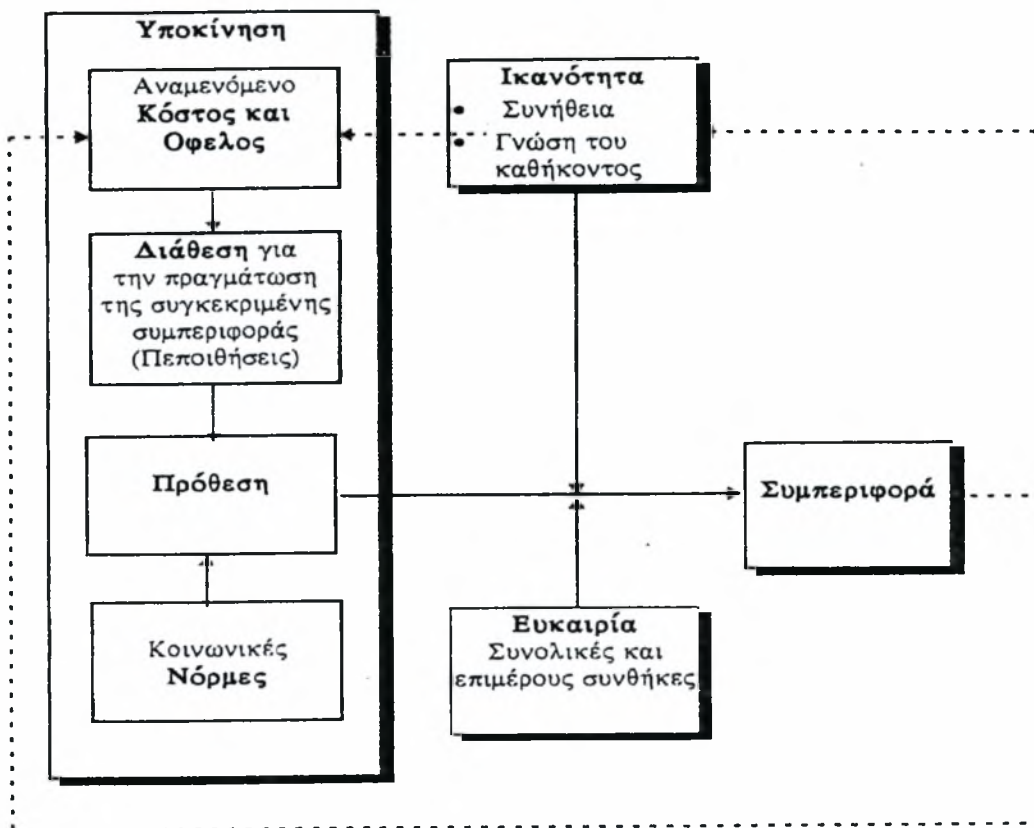 Υποκίνηση
Αναμενόμενο
Κόστος και
Οφελος
Διάθεση για
την πραγμάτωση
της συγκεκριμένης
συμπεριφοράς
(Πεποιθήσεις)
Πρόθεση
Κοινωνικές
Νόρμες
Ικανότητα
• Συνήθεια
• Γνώση του
καθήκοντος
Ευκαιρία
Συνολικές και
επιμέρους συνθήκες
Συμπεριφορά